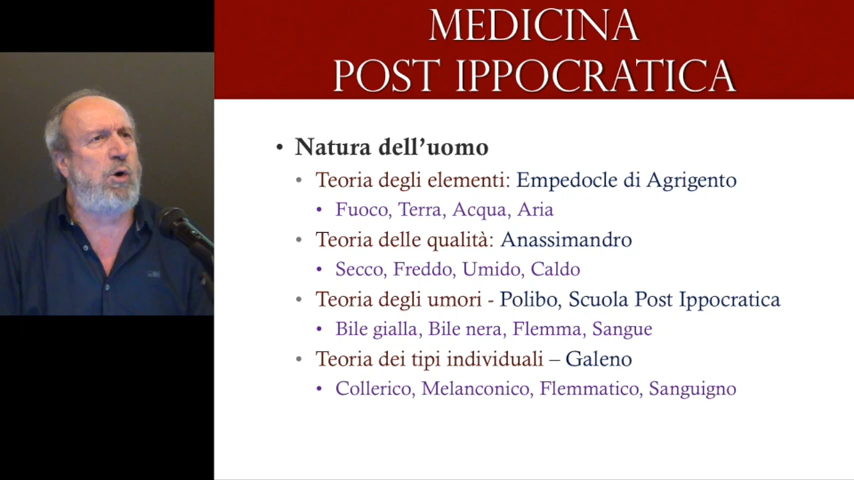 MEDICINA
POST IPPOCRATICA
• Natura dell’uomo
• Teoria degli elementi: Empedocle di Agrigento
• Fuoco, Terra, Acqua, Aria
• Teoria delle qualità: Anassimandro
• Secco, Freddo, Umido, Caldo
• Teoria degli umori - Polibo, Scuola Post Ippocratica
• Bile gialla, Bile nera, Flemma, Sangue
• Teoria dei tipi individuali – Galeno
• Collerico, Melanconico, Flemmatico, Sanguigno